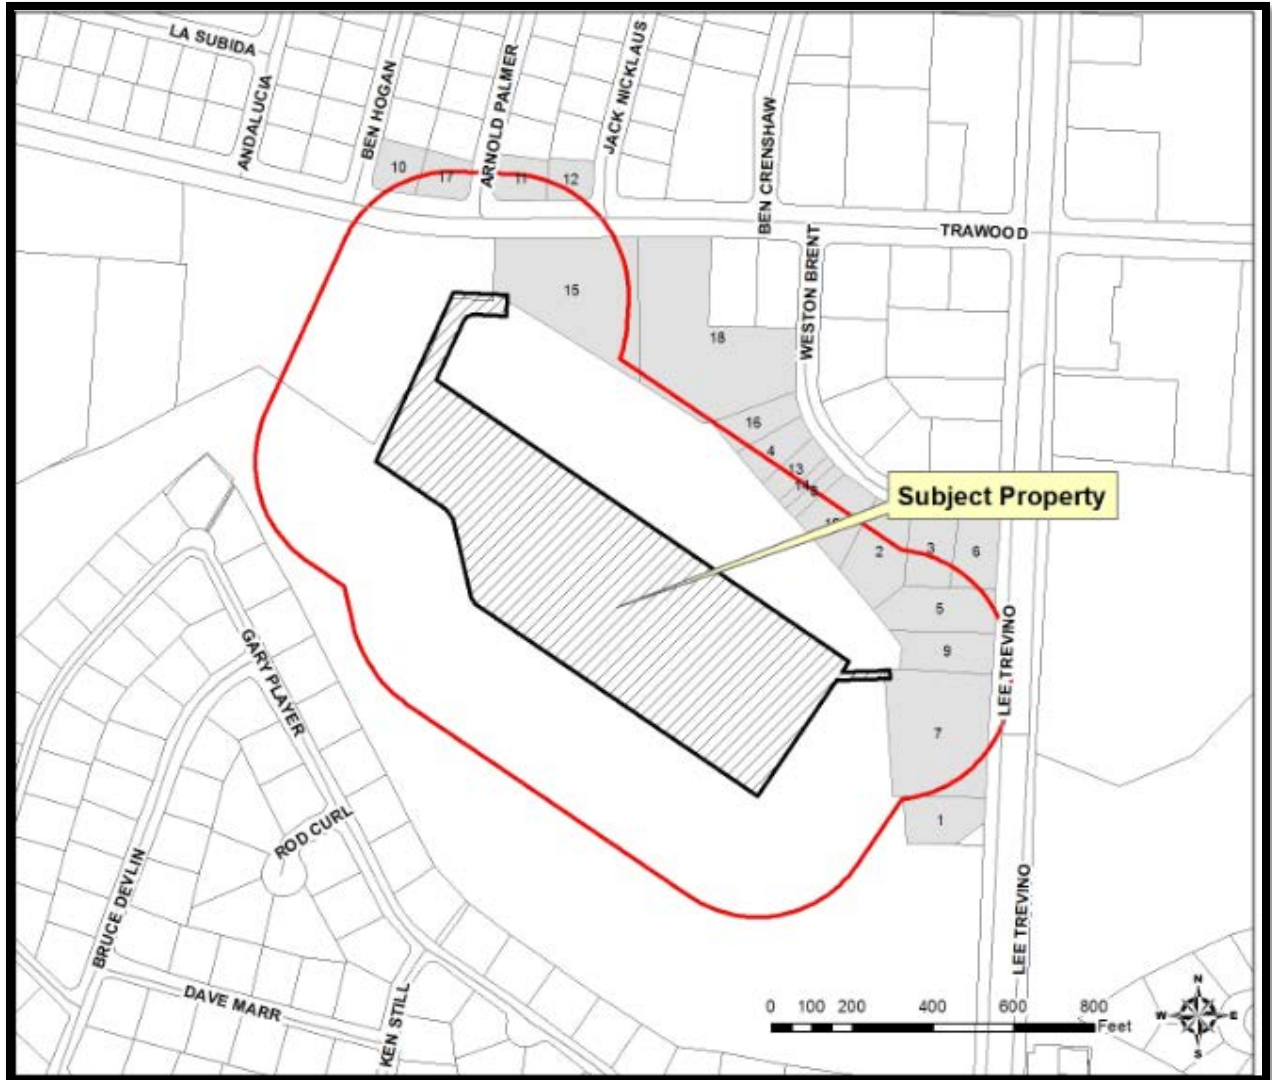 LA SUBIDA
ANDALUCIA
BEN HOGAN
ARNOLD PALMER
JACK NICKLAUS
BEN CRENSHAW
10
17
11
12
TRAWOOD
WESTON BRENT
15
18
16
4
13
14
8
Subject Property
2
3
6
5
LEE TREVINO
9
7
1
GARY PLAYER
ROD CURL
BRUCE DEVLIN
DAVE MARR
KEN STILL
LEE TREVINO
0 100 200 400 600 800
Feet
N
W E
S